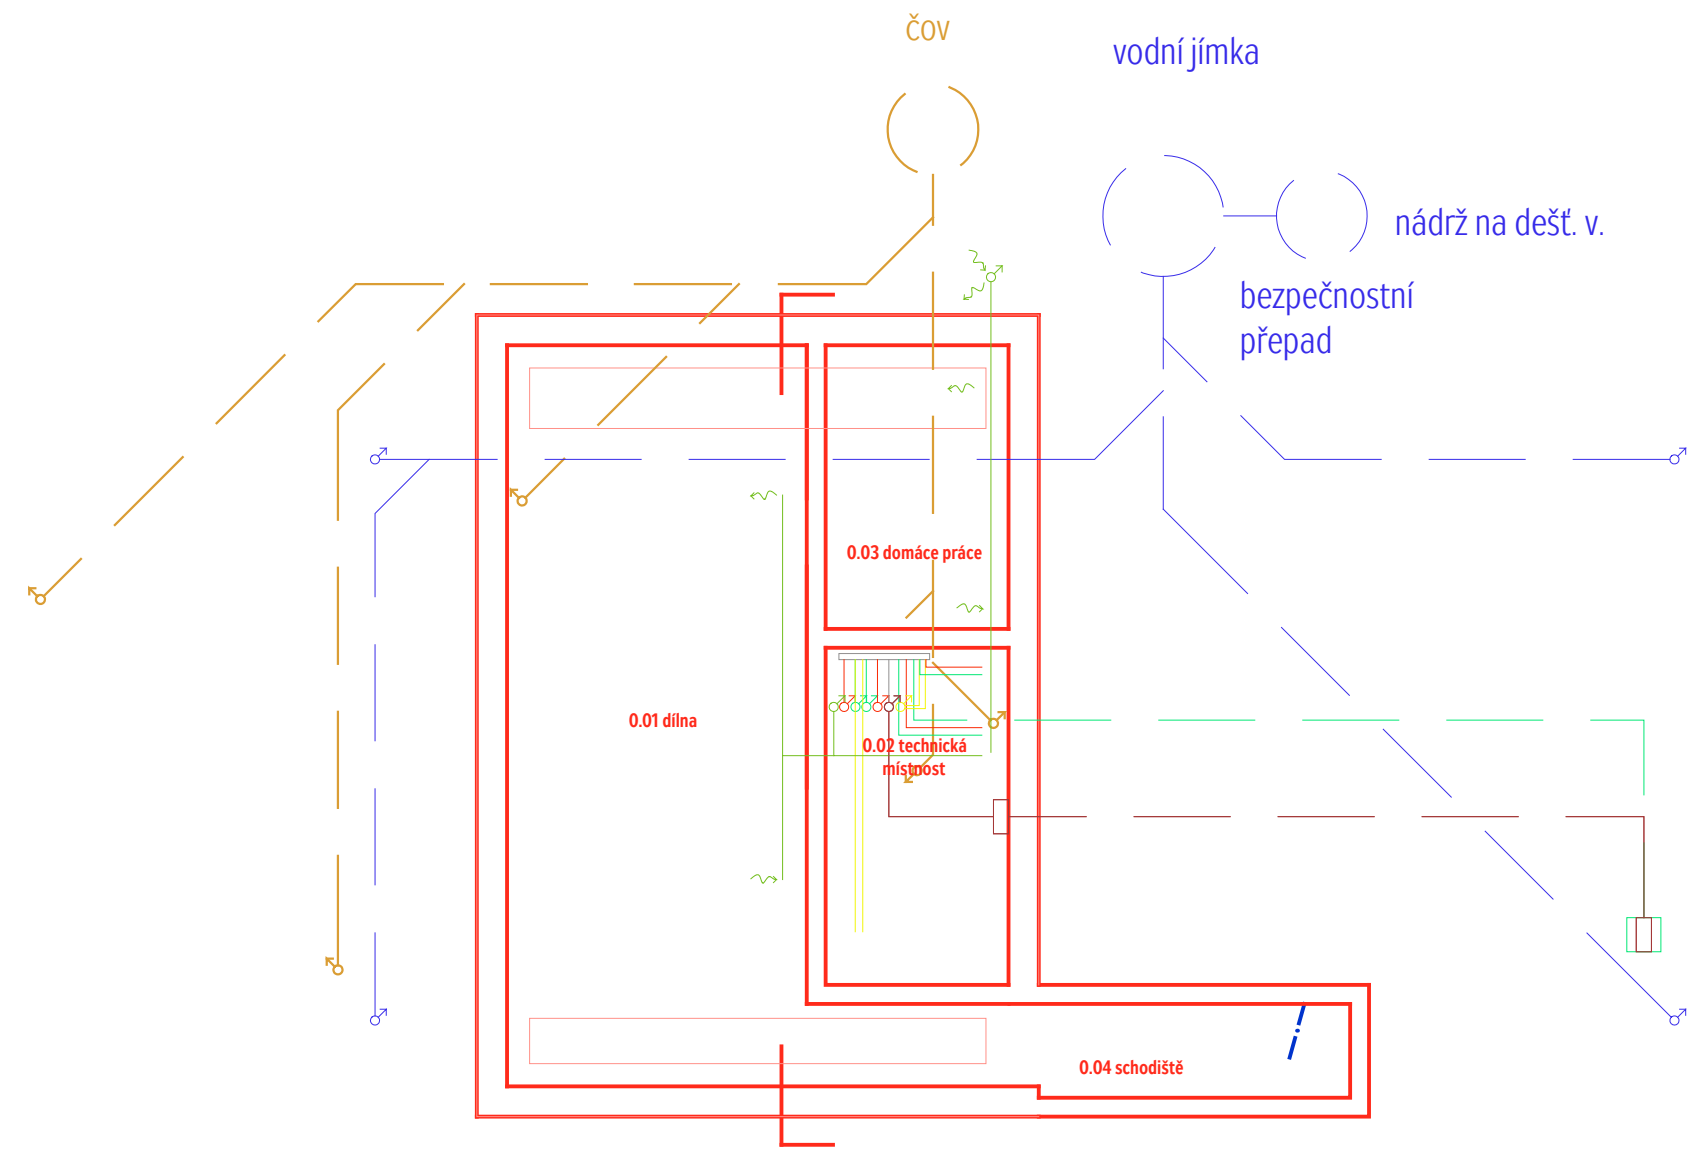 čov
vodní jímka
nádrž na dešť. v.
bezpečnostní
přepad
0.03 domáce práce
0.01 dílna
0.02 technická
místnost
0.04 schodiště